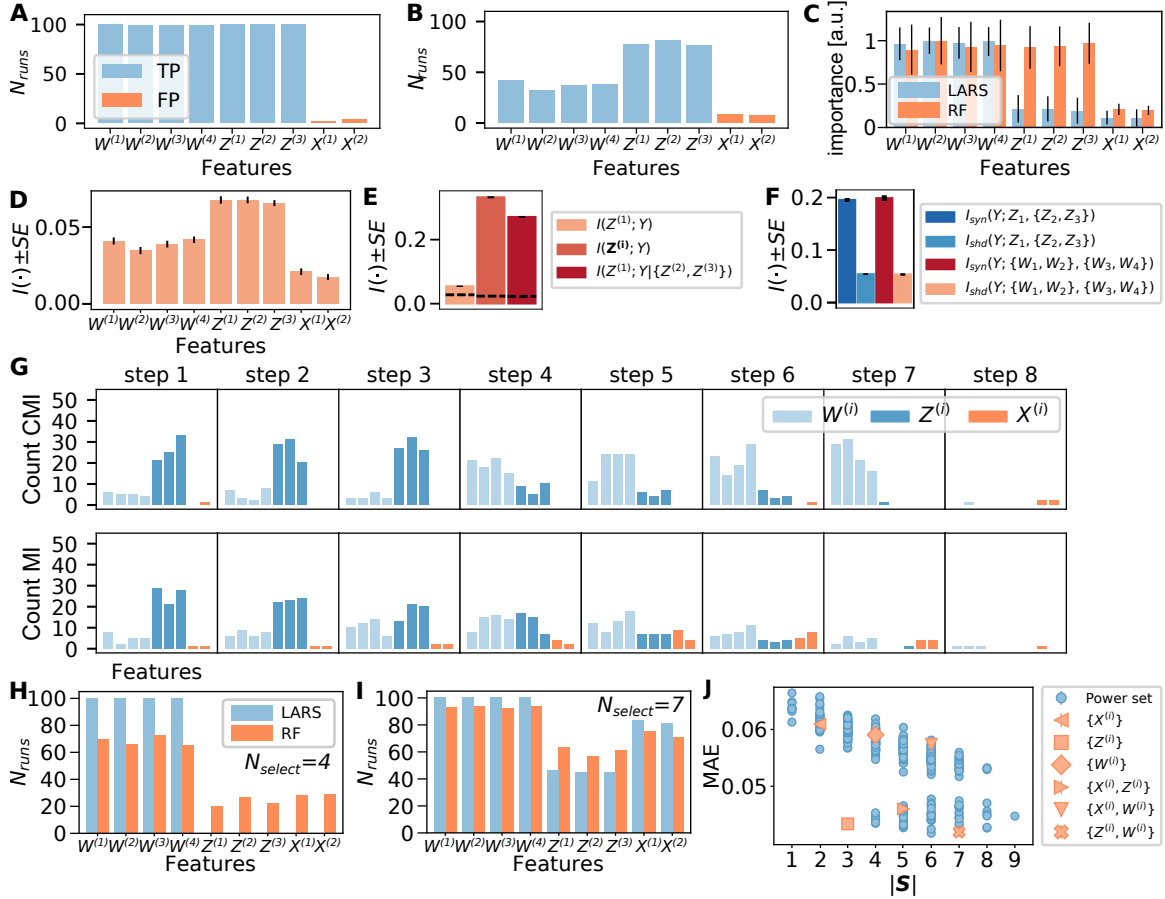 A
N_runs
100
50
0
TP
FP
W^(1) W^(2) W^(3) W^(4) Z^(1) Z^(2) Z^(3) X^(1) X^(2)
Features
B
N_runs
100
50
0
W^(1) W^(2) W^(3) W^(4) Z^(1) Z^(2) Z^(3) X^(1) X^(2)
Features
C
importance [a.u.]
1
0
LARS
RF
W^(1) W^(2) W^(3) W^(4) Z^(1) Z^(2) Z^(3) X^(1) X^(2)
Features
D
I(·)±SE
0.05
0.00
W^(1) W^(2) W^(3) W^(4) Z^(1) Z^(2) Z^(3) X^(1) X^(2)
Features
E
I(·)±SE
0.2
0.0
I(Z^(1); Y)
I(Z^(i); Y)
I(Z^(1); Y|{Z^(2), Z^(3)})
F
I(·)±SE
0.2
0.1
0.0
I_syn(Y; Z_1, {Z_2, Z_3})
I_shd(Y; Z_1, {Z_2, Z_3})
I_syn(Y; {W_1, W_2}, {W_3, W_4})
I_shd(Y; {W_1, W_2}, {W_3, W_4})
G
step 1 step 2 step 3 step 4 step 5 step 6 step 7 step 8
Count CMI
50
40
30
20
10
0
W^(i) Z^(i) X^(i)
Count MI
50
40
30
20
10
0
Features
H
N_runs
100
80
60
40
20
0
LARS
RF
N_select=4
W^(1) W^(2) W^(3) W^(4) Z^(1) Z^(2) Z^(3) X^(1) X^(2)
Features
I
N_runs
100
80
60
40
20
0
N_select=7
W^(1) W^(2) W^(3) W^(4) Z^(1) Z^(2) Z^(3) X^(1) X^(2)
Features
J
MAE
0.06
0.05
1 2 3 4 5 6 7 8 9
|S|
Power set
{X^(i)}
{Z^(i)}
{W^(i)}
{X^(i), Z^(i)}
{X^(i), W^(i)}
{Z^(i), W^(i)}